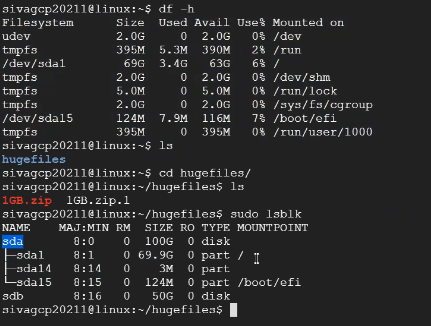 sivagcp20211@linux:~$ df -h
Filesystem      Size  Used Avail Use% Mounted on
udev            2.0G     0  2.0G   0% /dev
tmpfs           395M  5.3M  390M   2% /run
/dev/sda1        69G  3.4G   63G   6% /
tmpfs           2.0G     0  2.0G   0% /dev/shm
tmpfs           5.0M     0  5.0M   0% /run/lock
tmpfs           2.0G     0  2.0G   0% /sys/fs/cgroup
/dev/sda15      124M  7.9M  116M   7% /boot/efi
tmpfs           395M     0  395M   0% /run/user/1000
sivagcp20211@linux:~$ ls
hugefiles
sivagcp20211@linux:~$ cd hugefiles/
sivagcp20211@linux:~/hugefiles$ ls
1GB.zip  1GB.zip.1
sivagcp20211@linux:~/hugefiles$ sudo lsblk
NAME    MAJ:MIN RM  SIZE RO TYPE MOUNTPOINT
sda       8:0    0  100G  0 disk
├─sda1    8:1    0 69.9G  0 part /
├─sda14   8:14   0    3M  0 part
└─sda15   8:15   0  124M  0 part /boot/efi
sdb       8:16   0   50G  0 disk
sivagcp20211@linux:~/hugefiles$